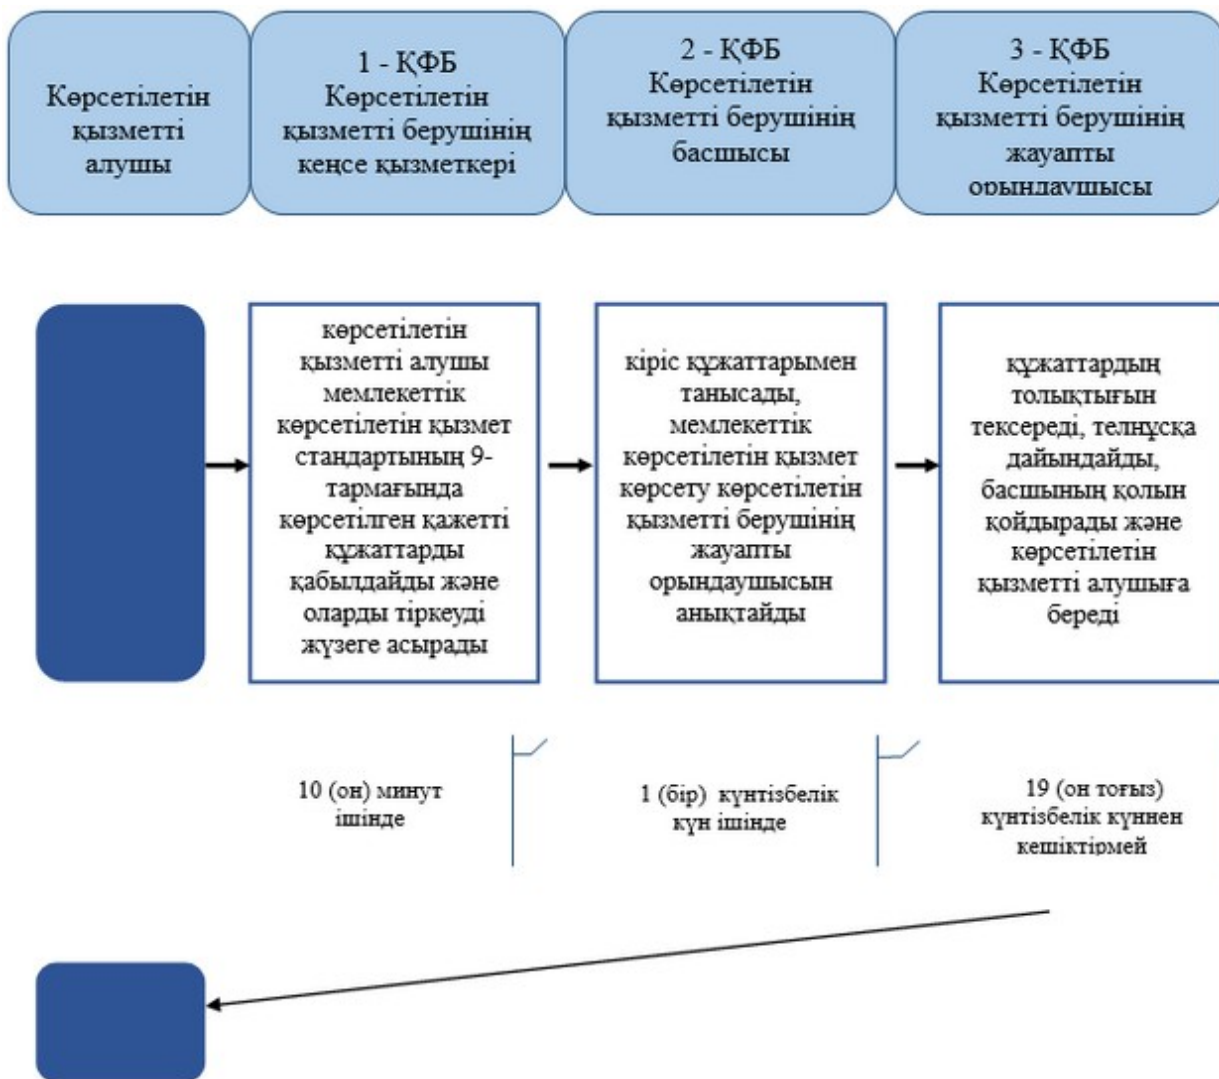 Көрсетілетін
қызметті
алушы
1 - ҚФБ
Көрсетілетін
қызметті берушінің
кеңсе қызметкері
2 - ҚФБ
Көрсетілетін
қызметті берушінің
басшысы
3 - ҚФБ
Көрсетілетін
қызметті берушінің
жауапты
орындаушысы
көрсетілетін
қызметті алушы
мемлекеттік
көрсетілетін қызмет
стандартының 9-
тармағында
көрсетілген қажетті
құжаттарды
қабылдайды және
оларды тіркеуді
жүзеге асырады
кіріс құжаттарымен
танысады,
мемлекеттік
көрсетілетін қызмет
көрсету көрсетілетін
қызметті берушінің
жауапты
орындаушысын
анықтайды
құжаттардың
толықтығын
тексереді, телнұсқа
дайындайды,
басшының қолын
қойдырады және
көрсетілетін
қызметті алушыға
береді
10 (он) минут
ішінде
1 (бір) күнтізбелік
күн ішінде
19 (он тоғыз)
күнтізбелік күннен
кешіктірмей